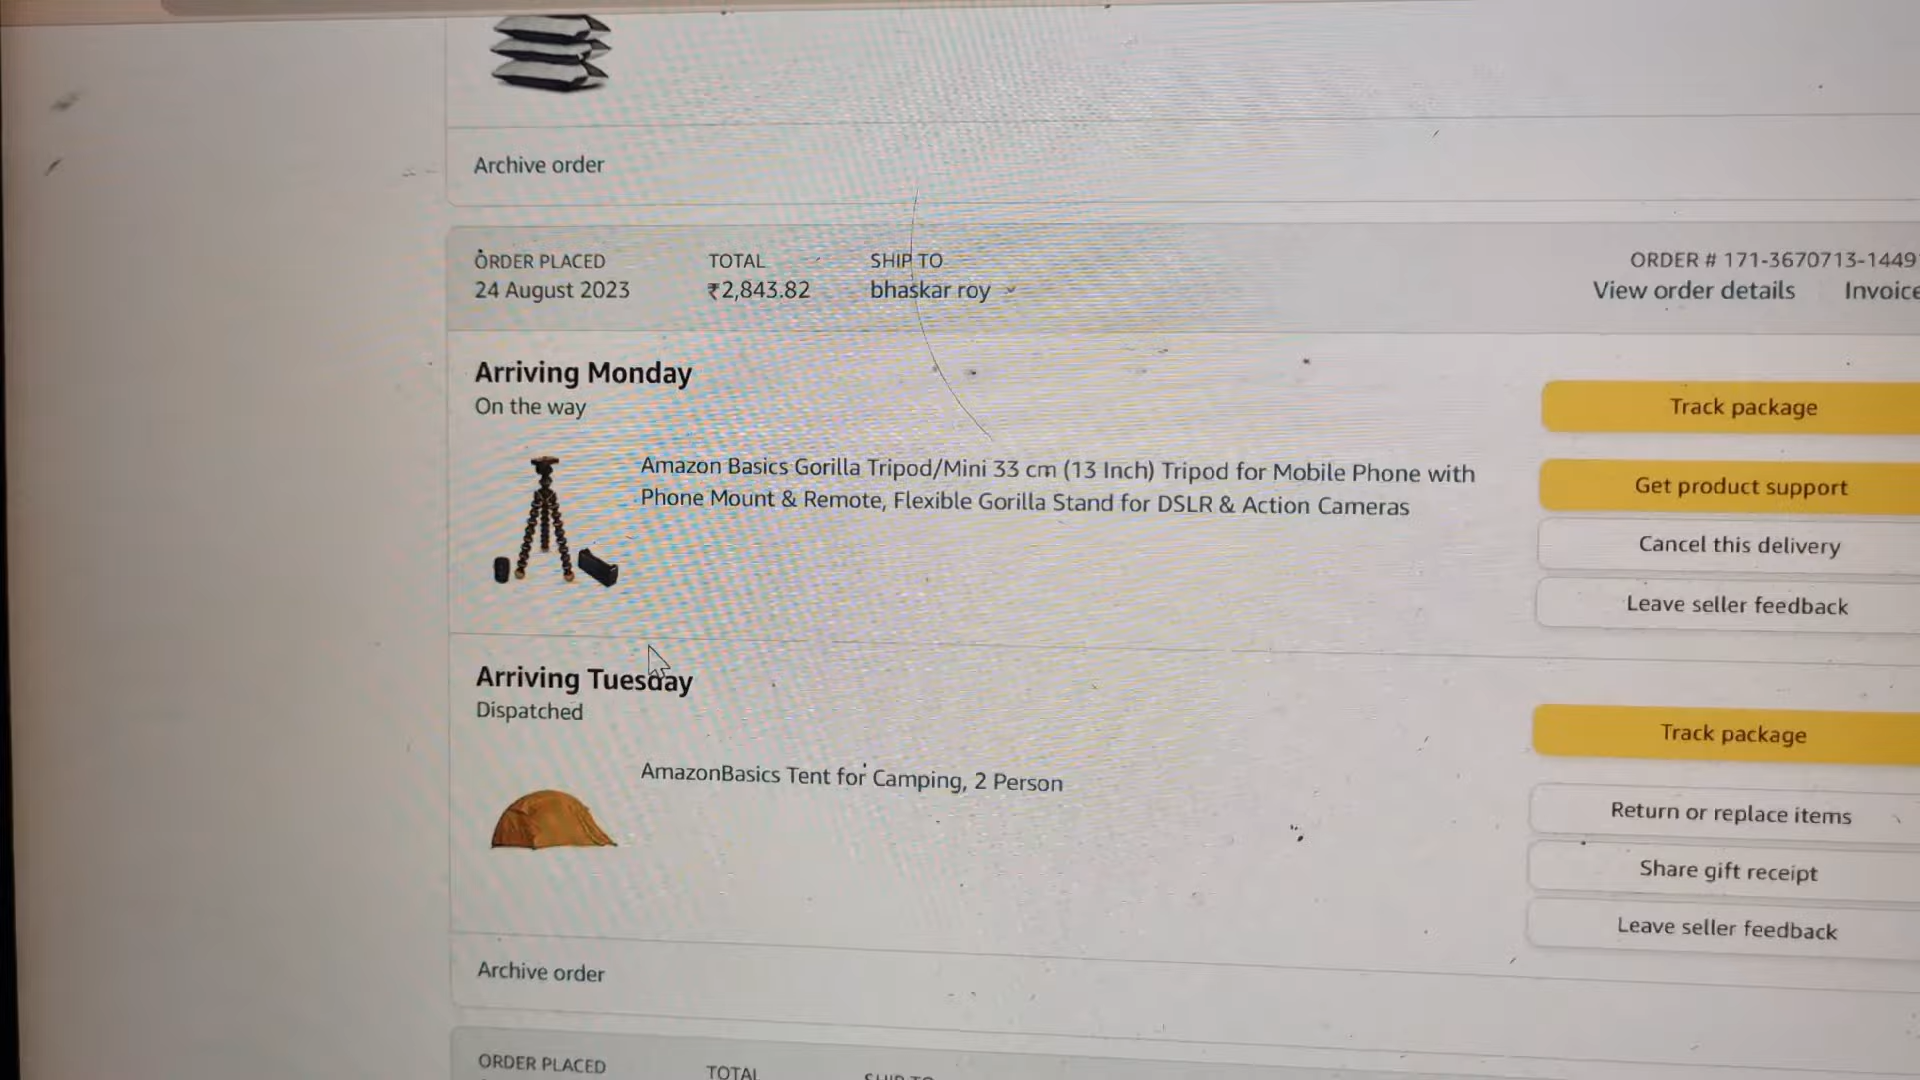 Archive order
ORDER PLACED
24 August 2023
TOTAL
₹2,843.82
SHIP TO
bhaskar roy
ORDER # 171-3670713-1449
View order details
Invoice
Arriving Monday
On the way
Amazon Basics Gorilla Tripod/Mini 33 cm (13 Inch) Tripod for Mobile Phone with
Phone Mount & Remote, Flexible Gorilla Stand for DSLR & Action Cameras
Track package
Get product support
Cancel this delivery
Leave seller feedback
Arriving Tuesday
Dispatched
AmazonBasics Tent for Camping, 2 Person
Track package
Return or replace items
Share gift receipt
Leave seller feedback
Archive order
ORDER PLACED
TOTAL
SHIP TO